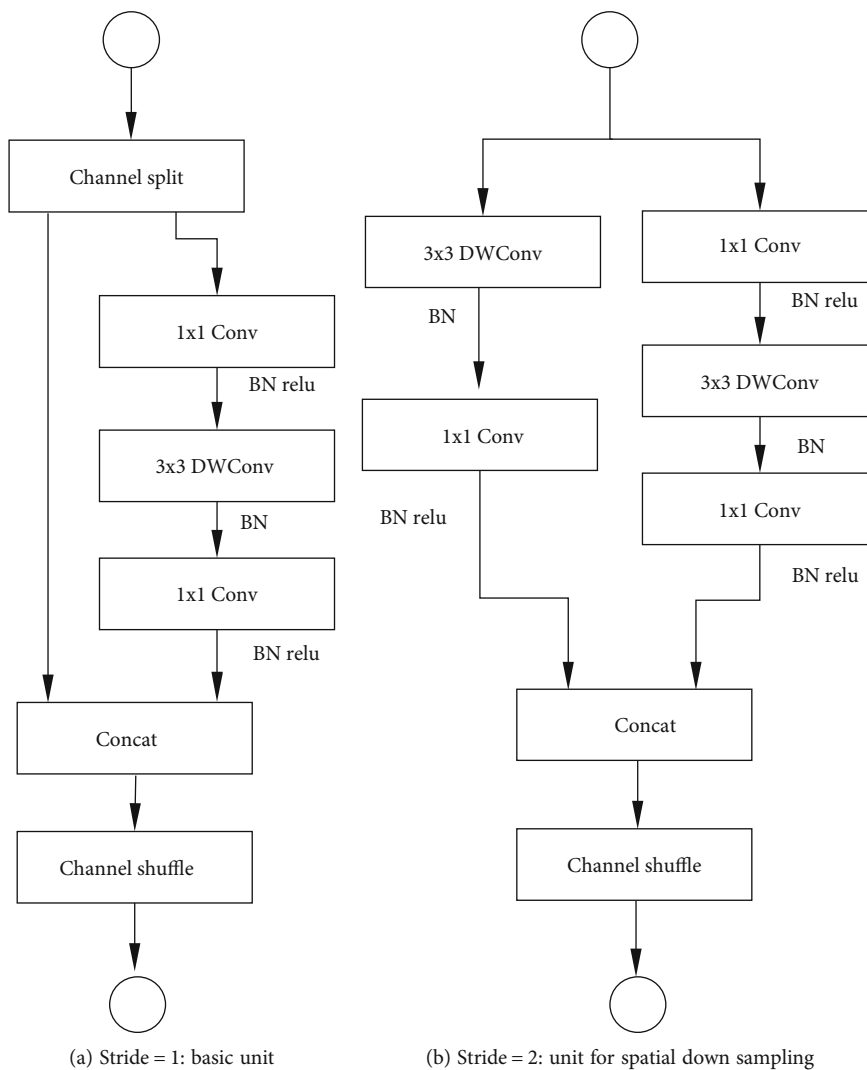 Channel split
1x1 Conv
BN relu
3x3 DWConv
BN
1x1 Conv
BN relu
Concat
Channel shuffle
(a) Stride = 1: basic unit
3x3 DWConv
BN
1x1 Conv
BN relu
1x1 Conv
BN relu
3x3 DWConv
BN
1x1 Conv
BN relu
Concat
Channel shuffle
(b) Stride = 2: unit for spatial down sampling